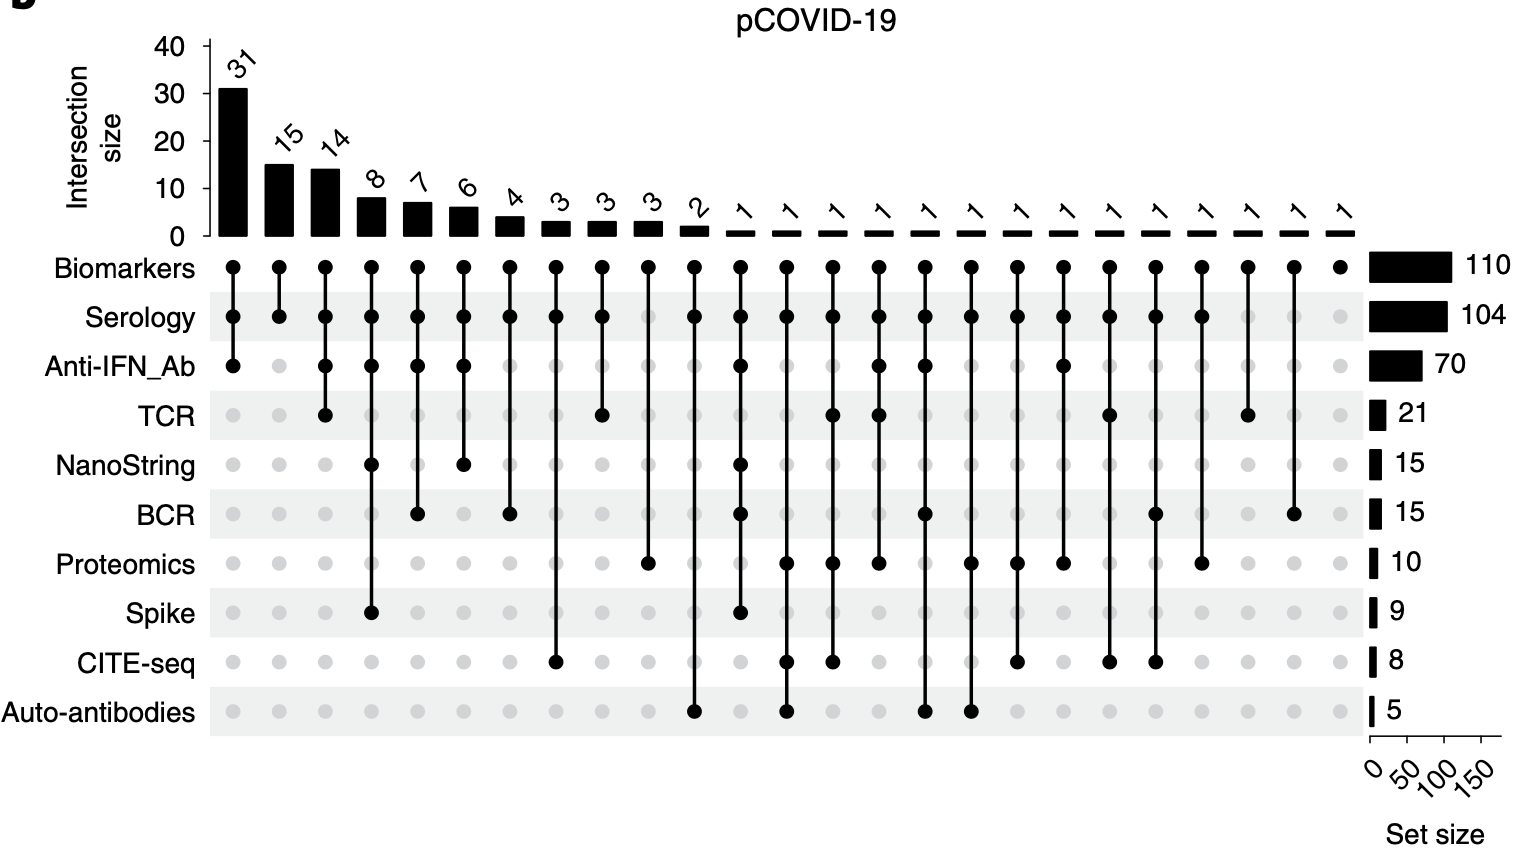 pCOVID-19
Intersection
size
40
30
20
10
0
31 15 14 8 7 6 4 3 3 3 2 1 1 1 1 1 1 1 1 1 1 1 1 1 1
Biomarkers 110
Serology 104
Anti-IFN_Ab 70
TCR 21
NanoString 15
BCR 15
Proteomics 10
Spike 9
CITE-seq 8
Auto-antibodies 5
0 50 100 150
Set size